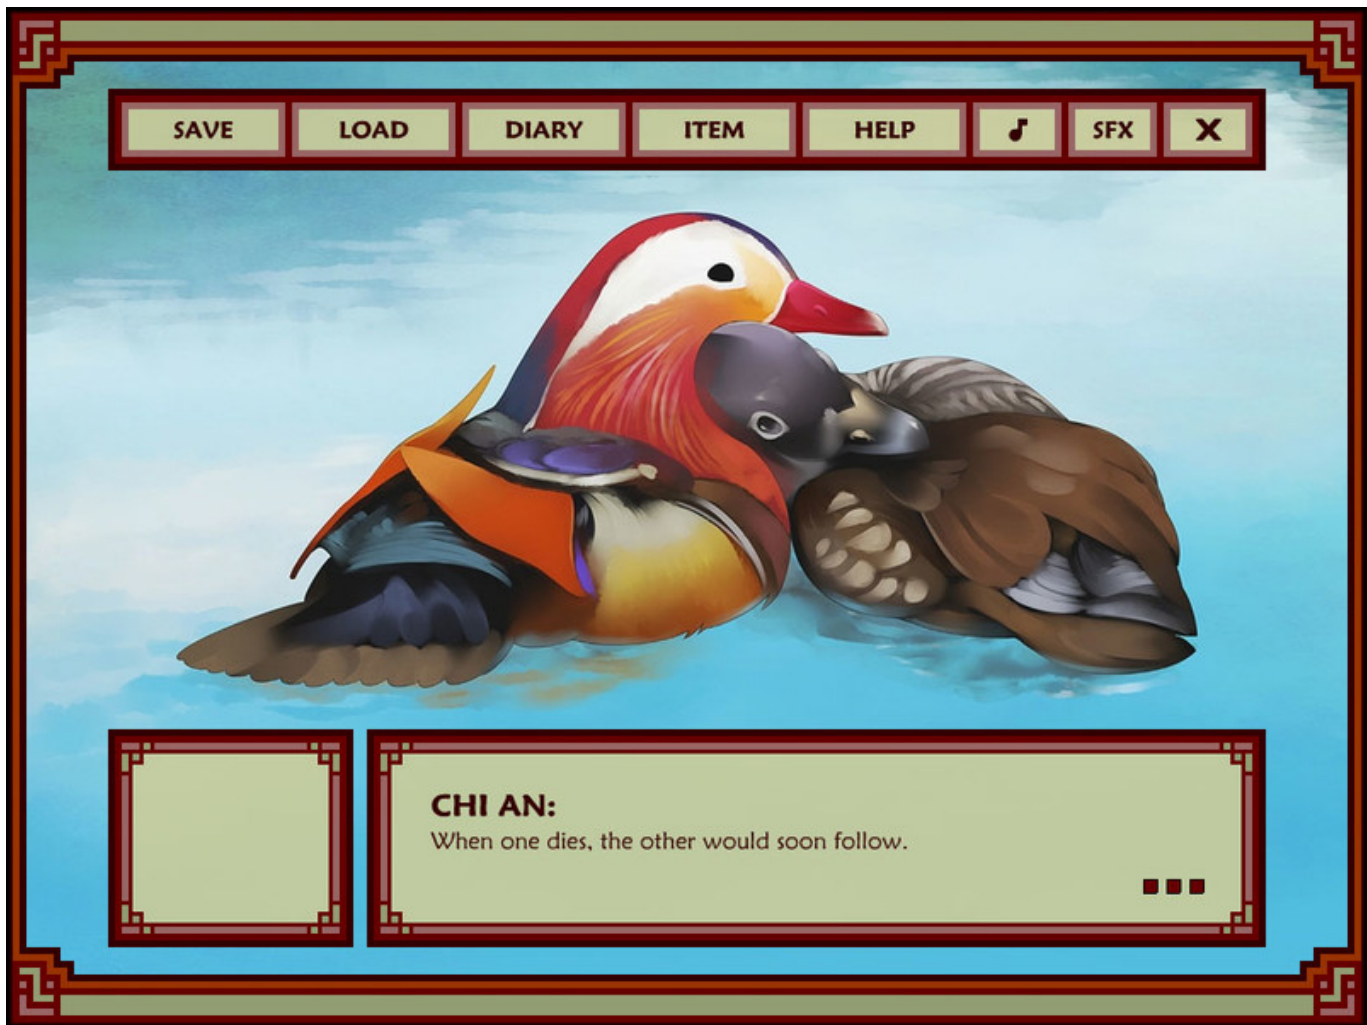 SAVE
LOAD
DIARY
ITEM
HELP
SFX
X
CHI AN:
When one dies, the other would soon follow.